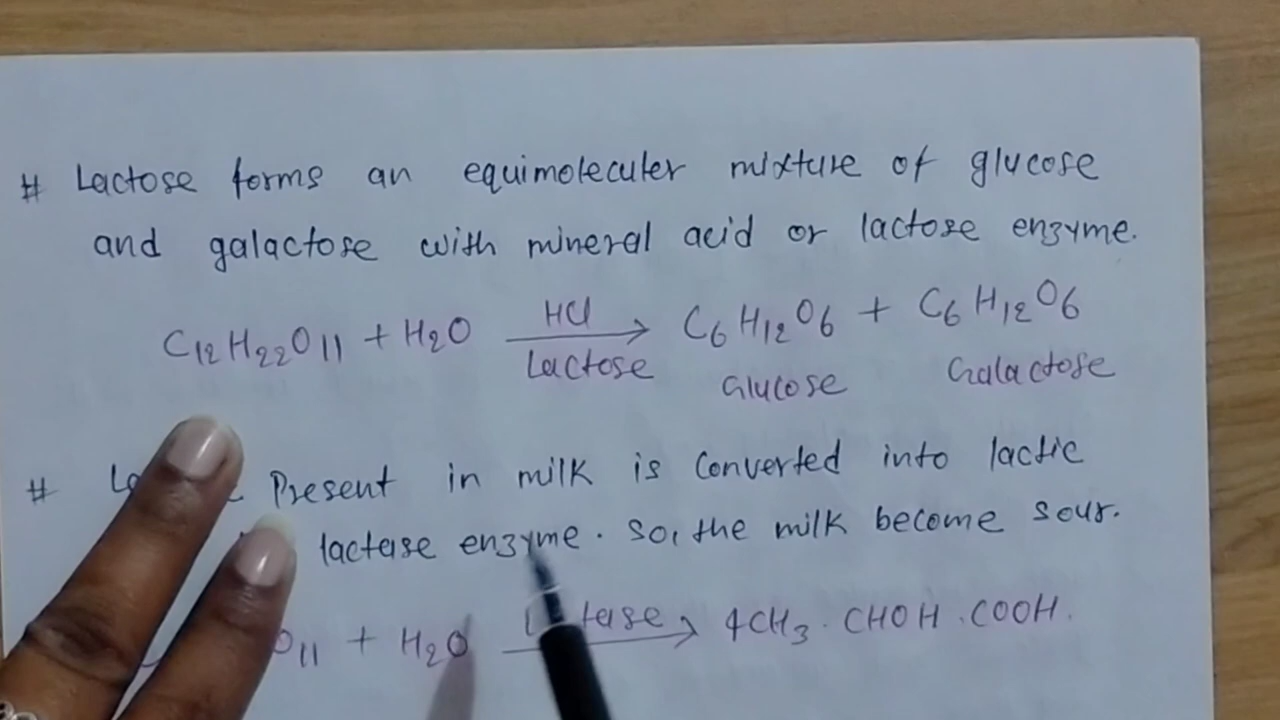 # Lactose forms an equimoleculer mixture of glucose
and galactose with mineral acid or lactose enzyme.
HCl
C12H22O11 + H2O → C6H12O6 + C6H12O6
Lactose Glucose Galactose
# Present in milk is converted into lactic
lactase enzyme. So, the milk become sour.
O11 + H2O → 4CH3.CHOH.COOH.